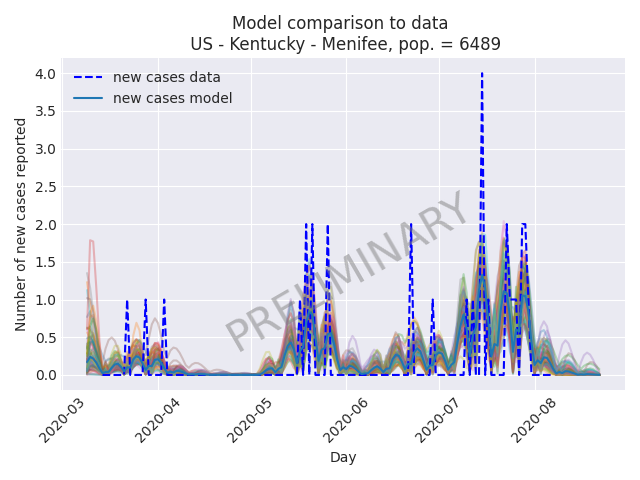 Model comparison to data
US - Kentucky - Menifee, pop. = 6489
new cases data
new cases model
PRELIMINARY
Number of new cases reported
4.0
3.5
3.0
2.5
2.0
1.5
1.0
0.5
0.0
2020-03
2020-04
2020-05
2020-06
2020-07
2020-08
Day